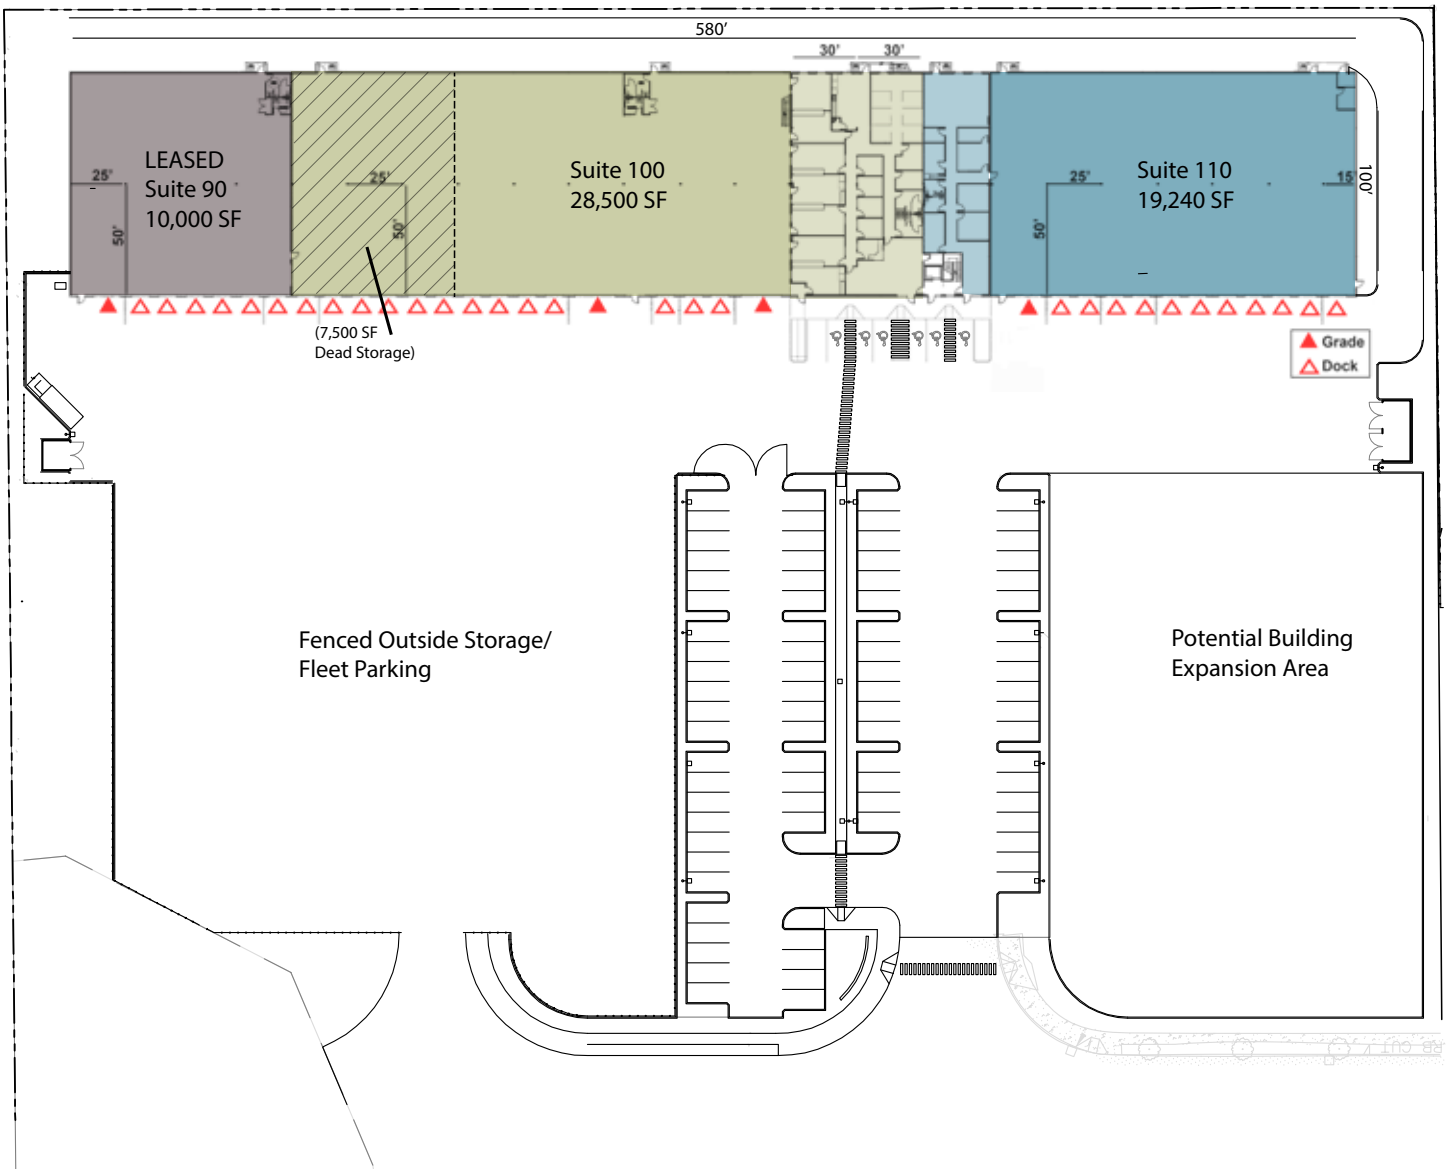 580'
30'
30'
LEASED
Suite 90
10,000 SF
25'
50'
25'
50'
Suite 100
28,500 SF
Suite 110
19,240 SF
25'
50'
15'
100'
(7,500 SF
Dead Storage)
Grade
Dock
Fenced Outside Storage/
Fleet Parking
Potential Building
Expansion Area
CUT